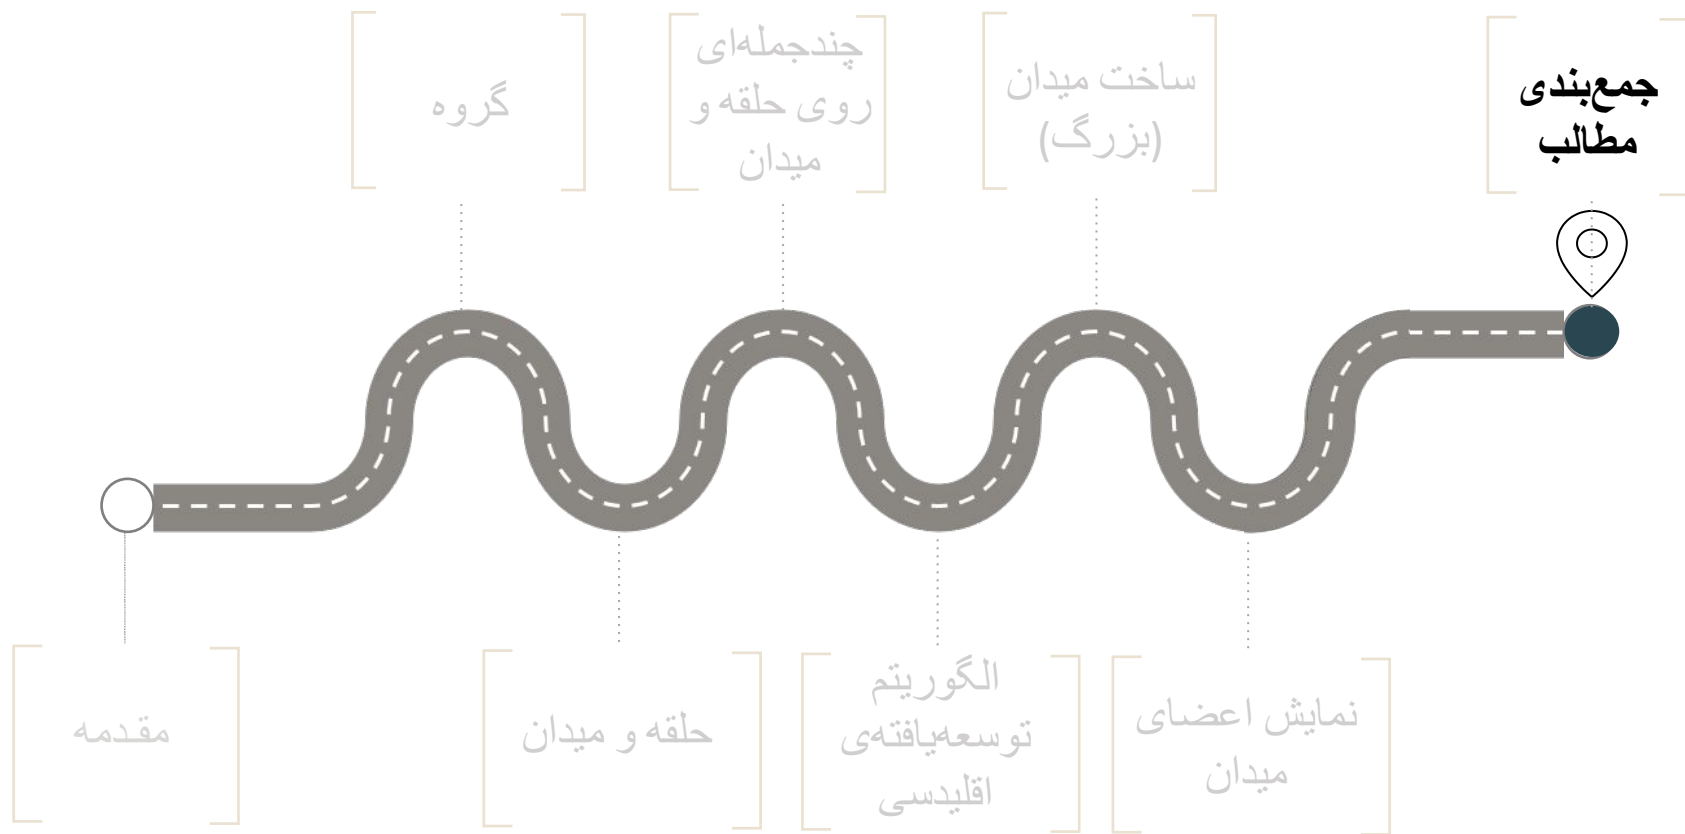 مقدمه
گروه
حلقه و میدان
چندجمله‌ای
روی حلقه و
میدان
الگوریتم
توسعه‌یافته‌ی
اقلیدسی
ساخت میدان
(بزرگ)
نمایش اعضای
میدان
جمع‌بندی
مطالب